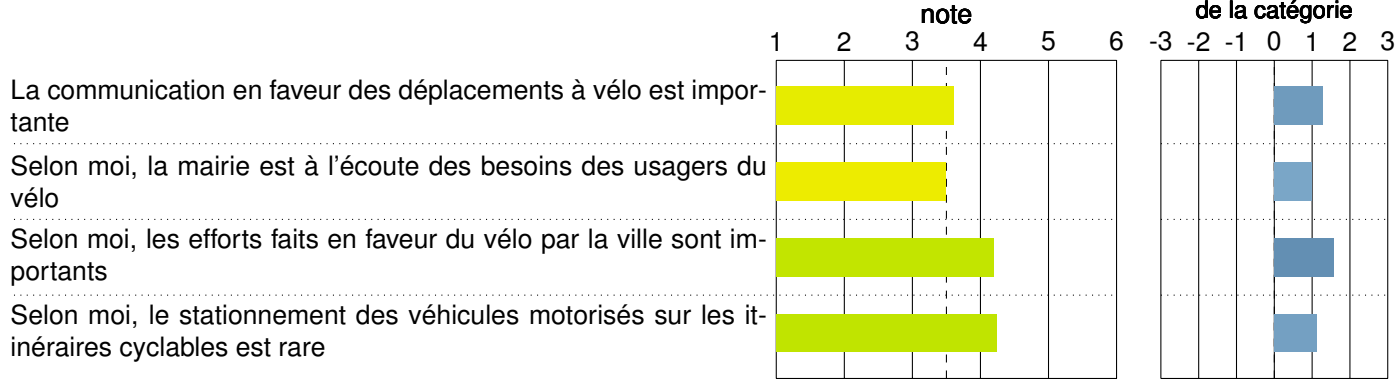 note
de la catégorie
1 2 3 4 5 6 -3 -2 -1 0 1 2 3
La communication en faveur des déplacements à vélo est impor-
tante
Selon moi, la mairie est à l'écoute des besoins des usagers du
vélo
Selon moi, les efforts faits en faveur du vélo par la ville sont im-
portants
Selon moi, le stationnement des véhicules motorisés sur les it-
inéraires cyclables est rare